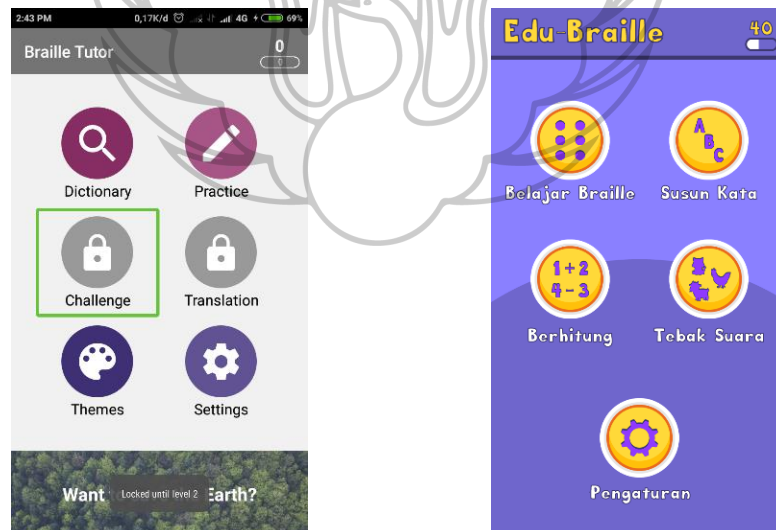 2:43 PM 0,17K/d 4G 69%
Braille Tutor 0
0
Dictionary Practice
Challenge Translation
Themes Settings
Want Earth?
Locked until level 2
Edu-Braille 40
A
B
C
Belajar Braille Susun Kata
1+2
4-3
Berhitung Tebak Suara
Pengaturan